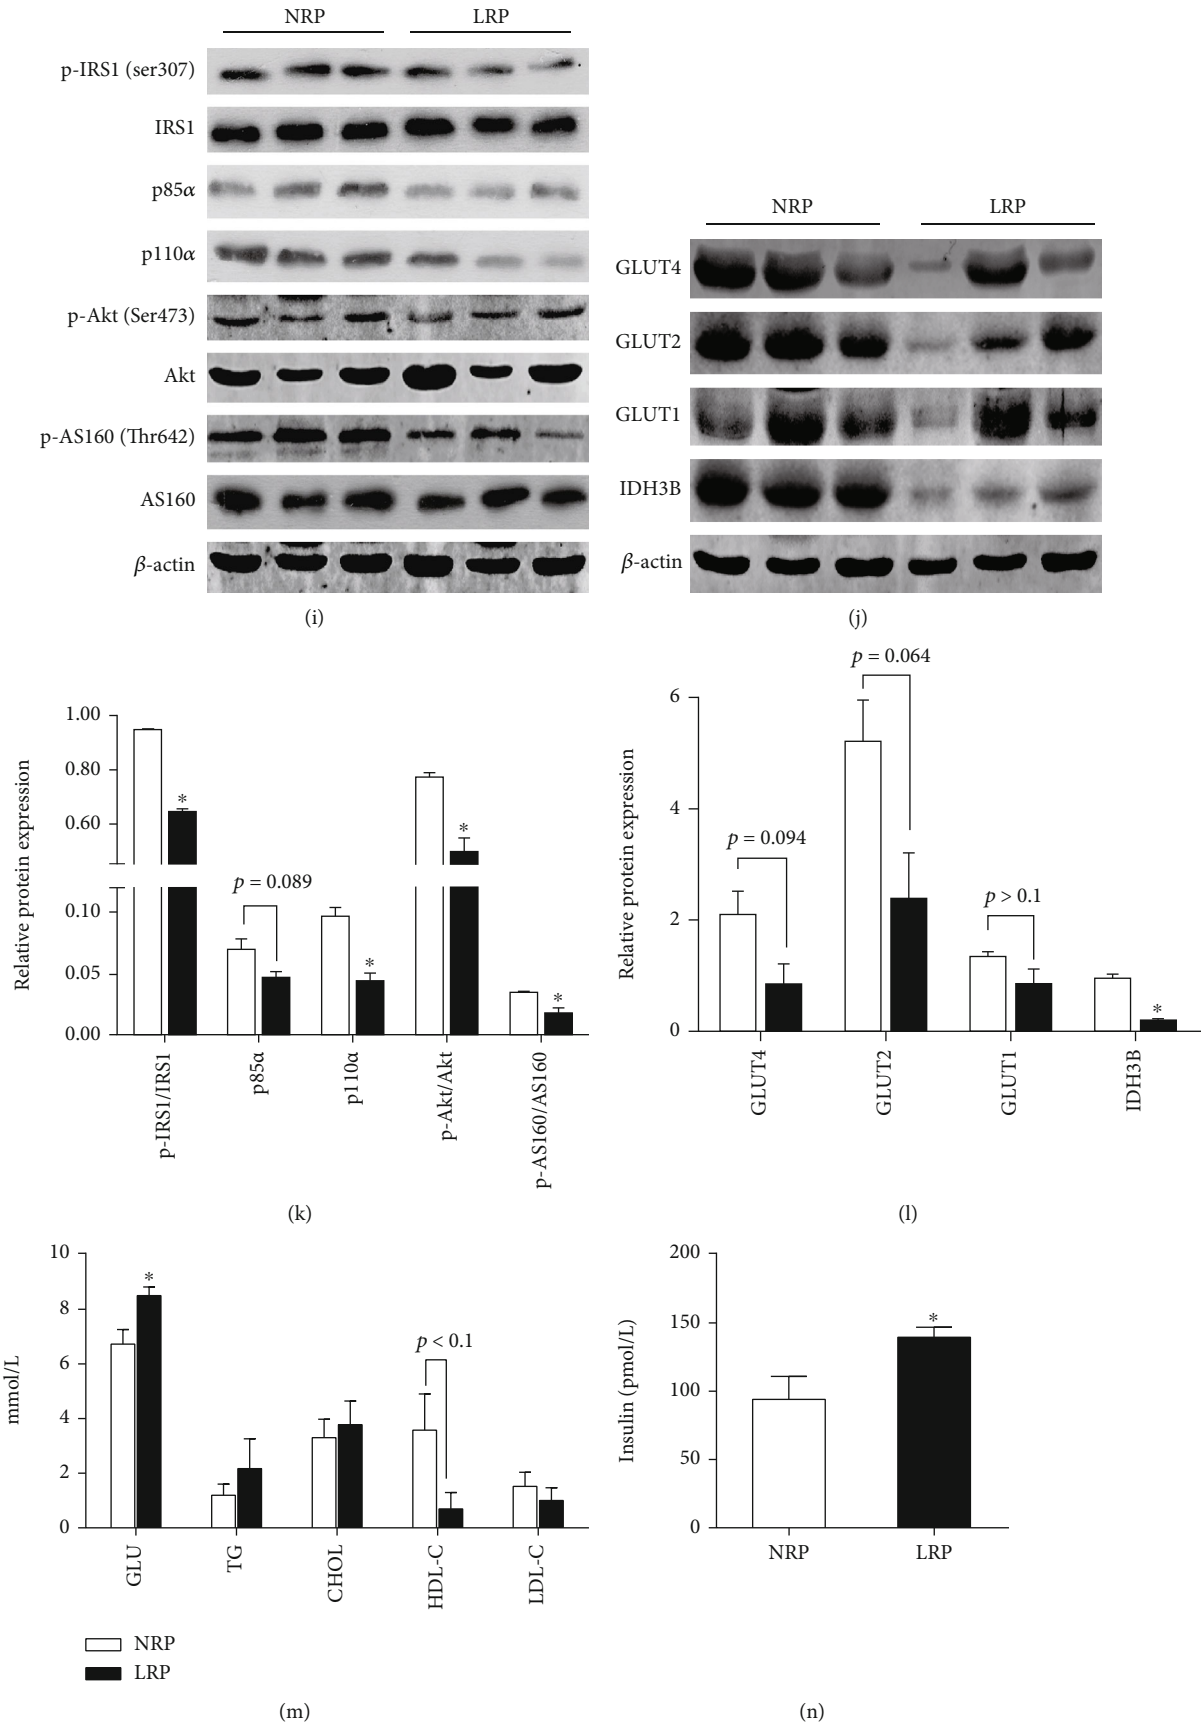 NRP LRP
p-IRS1 (ser307)
IRS1
p85α
p110α
p-Akt (Ser473)
Akt
p-AS160 (Thr642)
AS160
β-actin
(i)
NRP LRP
GLUT4
GLUT2
GLUT1
IDH3B
β-actin
(j)
Relative protein expression
1.00
0.80
0.60
0.10
0.05
0.00
*
p = 0.089
*
*
*
p-IRS1/IRS1
p85α
p110α
p-Akt/Akt
p-AS160/AS160
(k)
Relative protein expression
6
4
2
0
p = 0.094
p = 0.064
p > 0.1
*
GLUT4
GLUT2
GLUT1
IDH3B
(l)
mmol/L
10
8
6
4
2
0
*
p < 0.1
GLU
TG
CHOL
HDL-C
LDL-C
NRP
LRP
(m)
Insulin (pmol/L)
200
150
100
50
0
*
NRP LRP
(n)